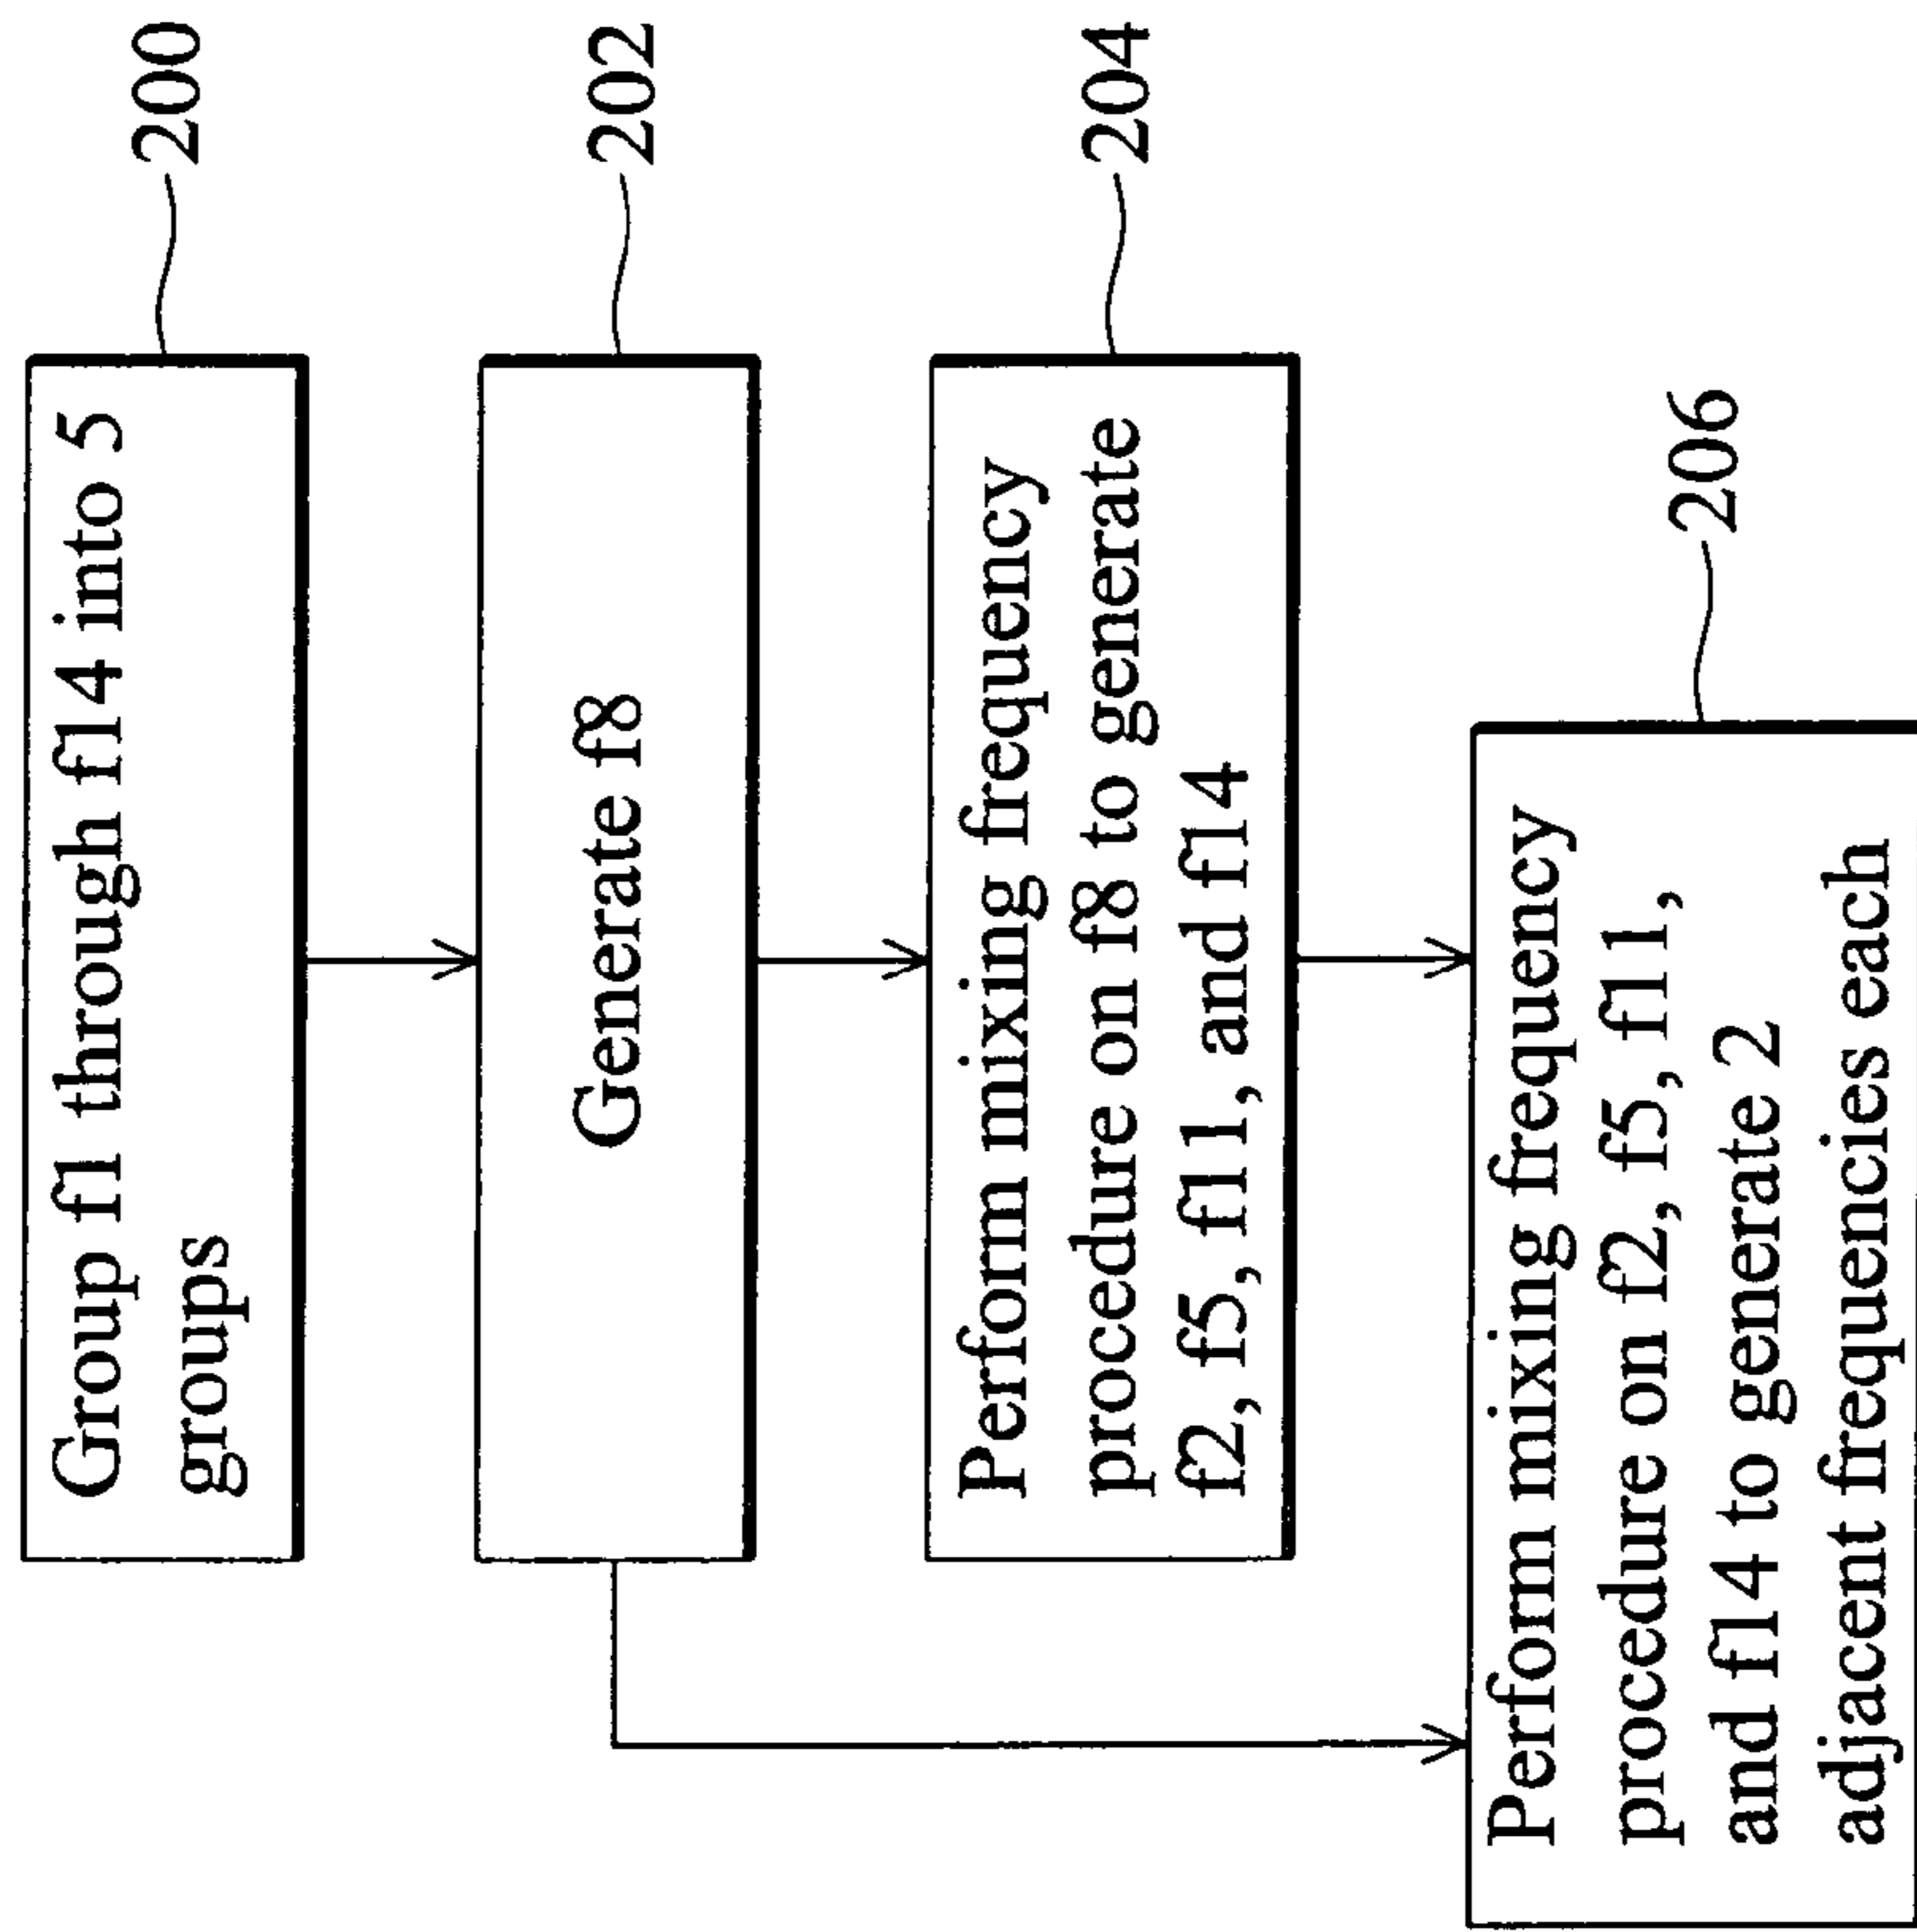 Group f1 through f14 into 5
groups
200
Generate f8
202
Perform mixing frequency
procedure on f8 to generate
f2, f5, f11, and f14
204
Perform mixing frequency
procedure on f2, f5, f11,
and f14 to generate 2
adjacent frequencies each
206